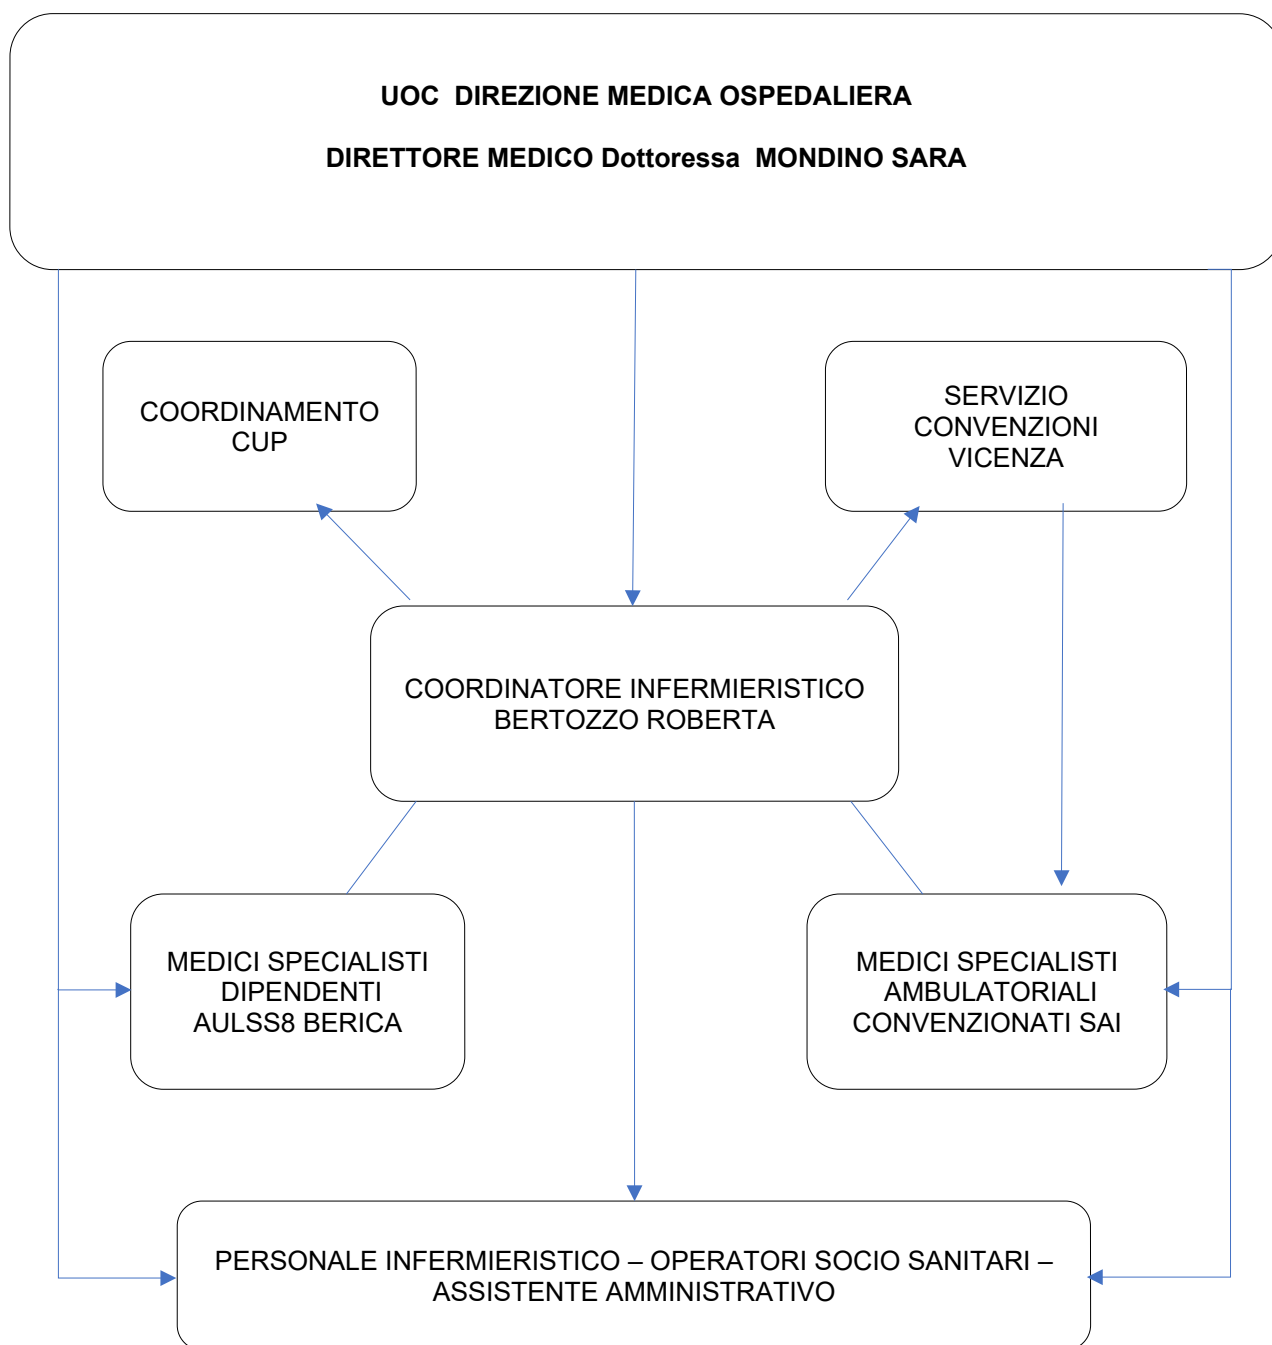 UOC DIREZIONE MEDICA OSPEDALIERA
DIRETTORE MEDICO Dottoressa MONDINO SARA
COORDINAMENTO
CUP
SERVIZIO
CONVENZIONI
VICENZA
COORDINATORE INFERMIERISTICO
BERTOZZO ROBERTA
MEDICI SPECIALISTI
DIPENDENTI
AULSS8 BERICA
MEDICI SPECIALISTI
AMBULATORIALI
CONVENZIONATI SAI
PERSONALE INFERMIERISTICO – OPERATORI SOCIO SANITARI –
ASSISTENTE AMMINISTRATIVO